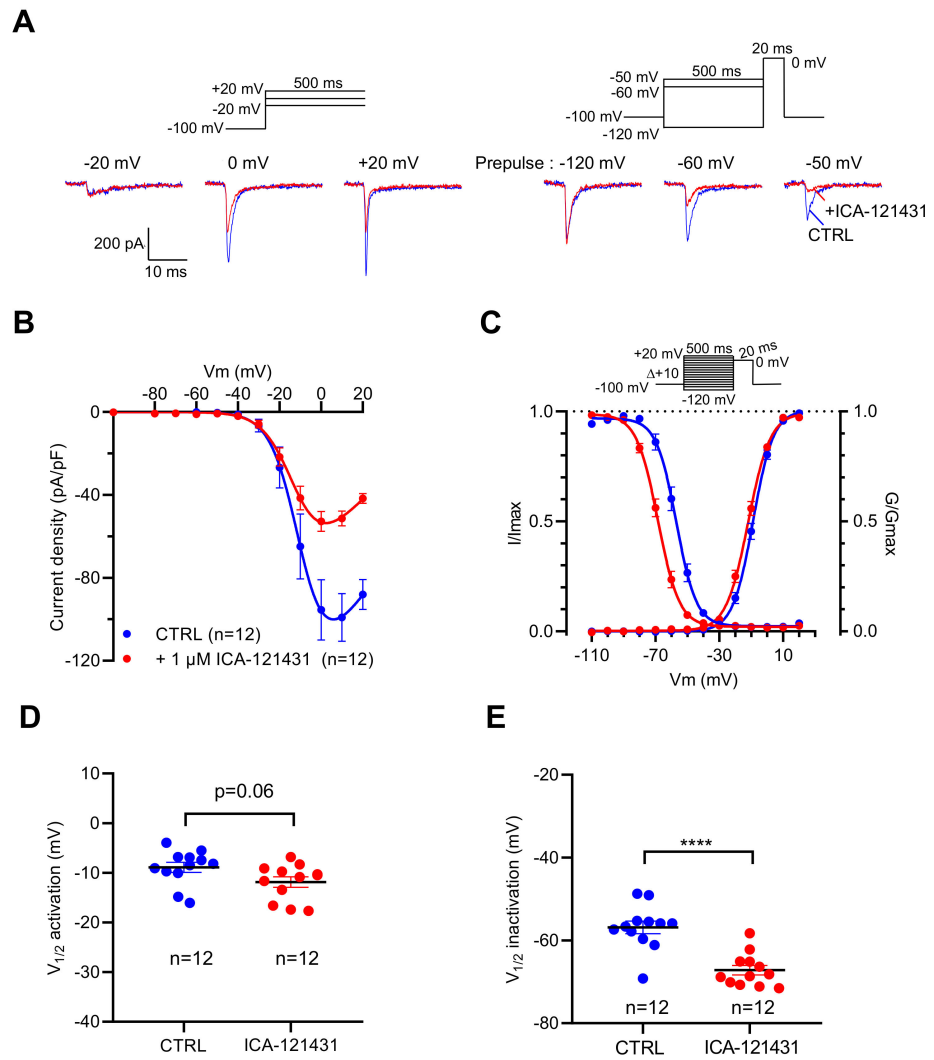 A
+20 mV 500 ms
-20 mV
-100 mV
20 ms
0 mV
-50 mV 500 ms
-60 mV
-100 mV
-120 mV
-20 mV 0 mV +20 mV
Prepulse : -120 mV -60 mV -50 mV
+ICA-121431
CTRL
200 pA
10 ms
B
Vm (mV)
-80 -60 -40 -20 0 20
0
-40
-80
-120
Current density (pA/pF)
CTRL (n=12)
+ 1 µM ICA-121431 (n=12)
C
+20 mV 500 ms 20 ms
0 mV
Δ+10
-100 mV
-120 mV
1.0
0.5
0.0
I/Imax
1.0
0.5
0.0
G/Gmax
-110 -70 -30 10
Vm (mV)
D
10
0
-10
-20
-30
-40
V1/2 activation (mV)
p=0.06
n=12 n=12
CTRL ICA-121431
E
-20
-40
-60
-80
V1/2 inactivation (mV)
****
n=12 n=12
CTRL ICA-121431